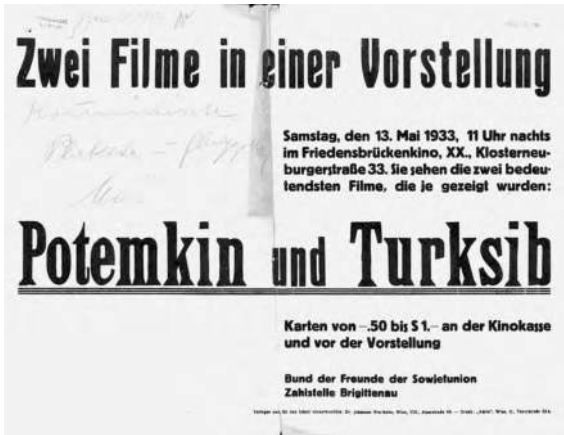 Zwei Filme in einer Vorstellung
Samstag, den 13. Mai 1933, 11 Uhr nachts
im Friedensbrückenkino, XX., Klosterneu-
burgerstraße 33. Sie sehen die zwei bedeu-
tendsten Filme, die je gezeigt wurden:
Potemkin und Turksib
Karten von –.50 bis S 1.– an der Kinokasse
und vor der Vorstellung
Bund der Freunde der Sowjetunion
Zahlstelle Brigittenau